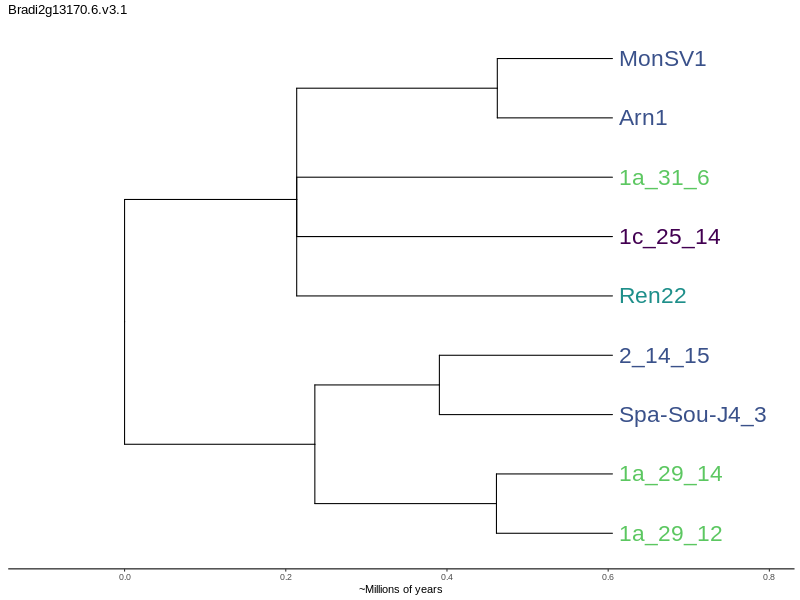 Bradi2g13170.6.v3.1
MonSV1
Arn1
1a_31_6
1c_25_14
Ren22
2_14_15
Spa-Sou-J4_3
1a_29_14
1a_29_12
0.0 0.2 0.4 0.6 0.8
~Millions of years